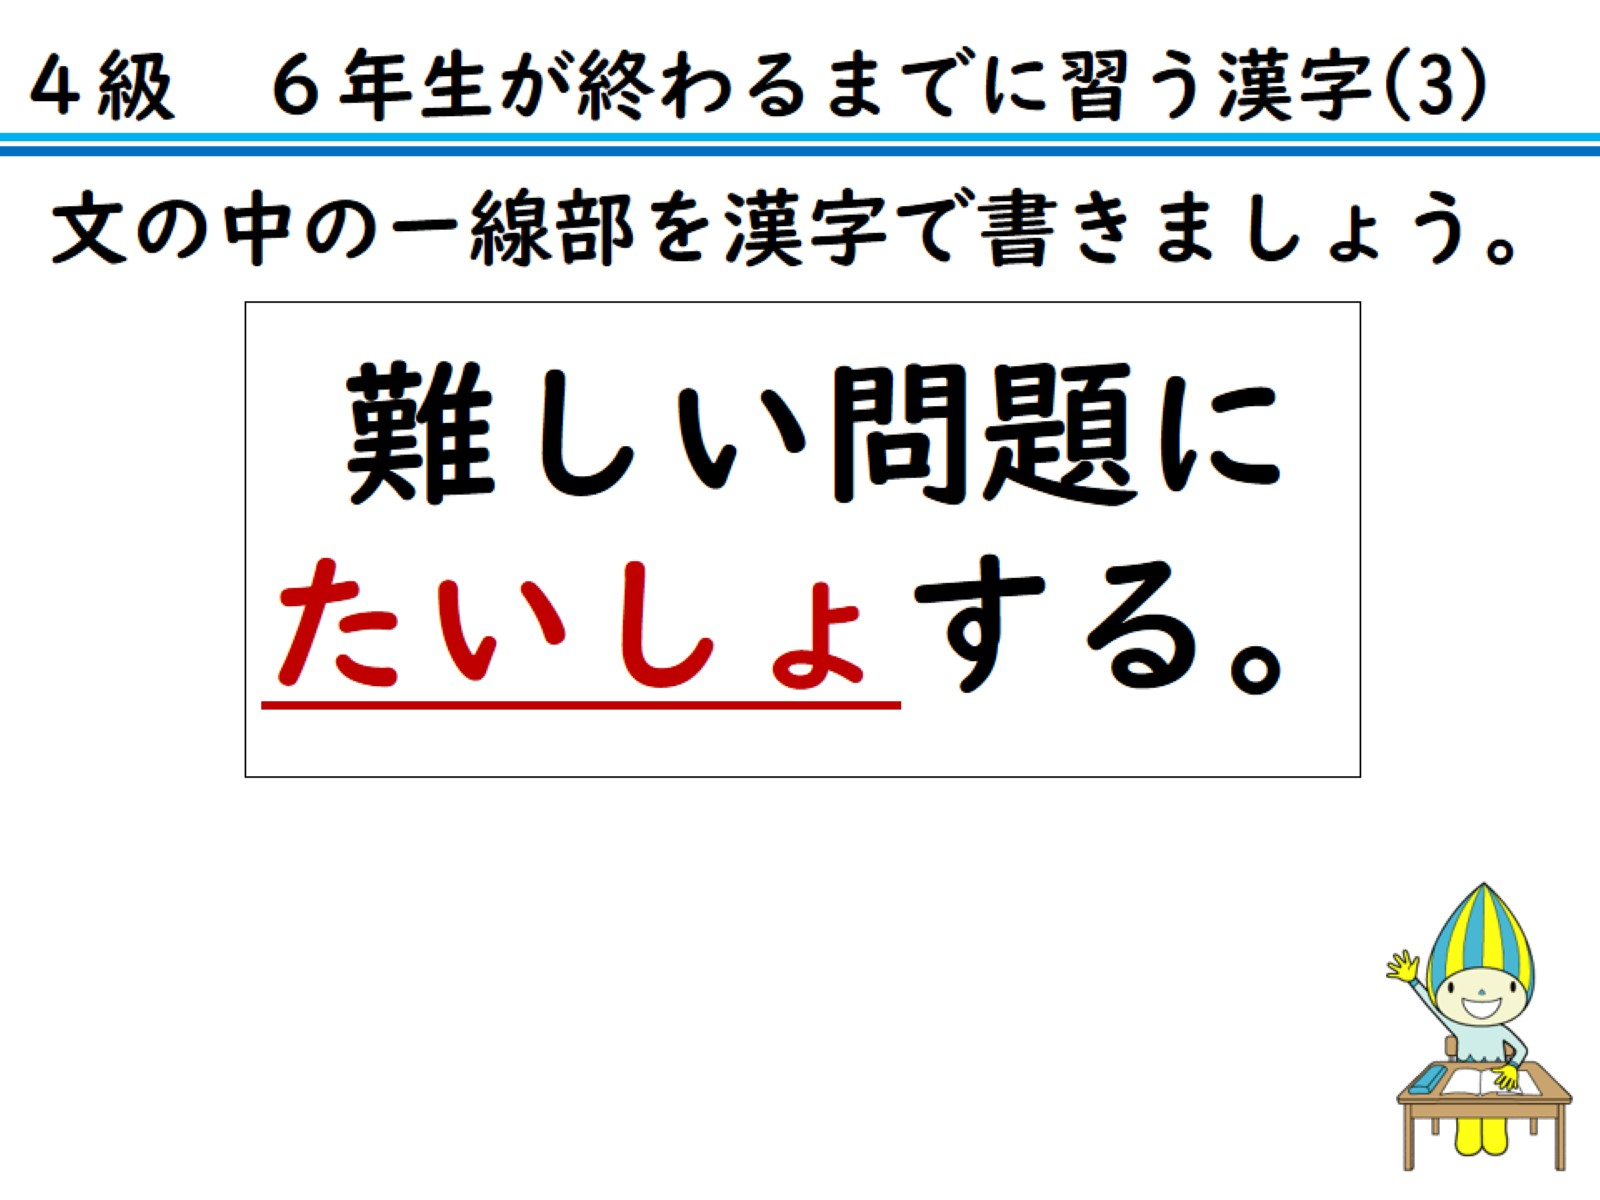 ４級　６年生が終わるまでに習う漢字(3)
文の中の一線部を漢字で書きましょう。
難しい問題に
たいしょする。